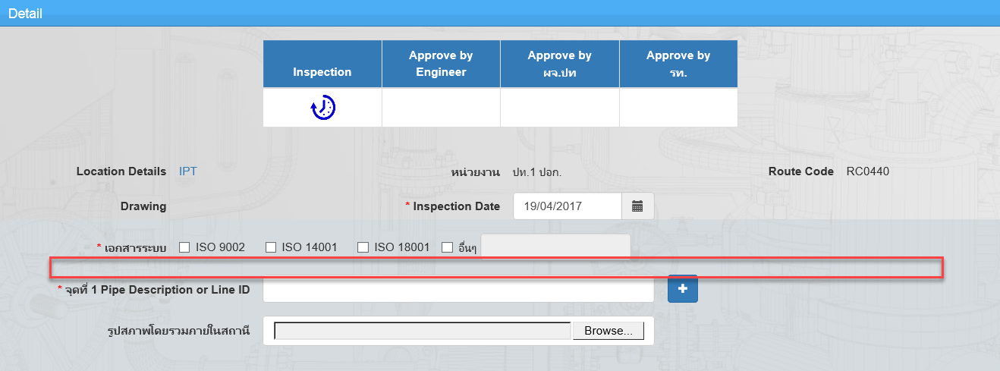 Detail
Inspection
Approve by
Engineer
Approve by
ผจ.ปท
Approve by
รท.
Location Details IPT
หน่วยงาน ปท.1 ปอก.
Route Code RC0440
Drawing
* Inspection Date 19/04/2017
* เอกสารระบบ ISO 9002 ISO 14001 ISO 18001 อื่นๆ
* จุดที่ 1 Pipe Description or Line ID +
รูปสภาพโดยรวมภายในสถานี Browse...